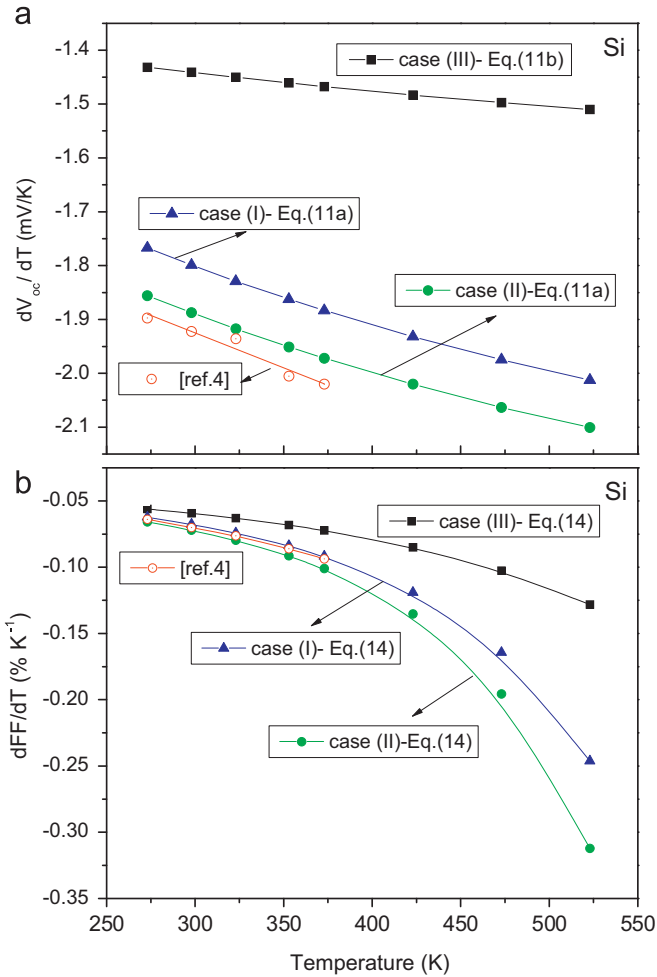 a
-1.4
-1.5
-1.6
-1.7
-1.8
-1.9
-2.0
-2.1
dVoc/ dT (mV/K)
Si
case (III)- Eq.(11b)
case (I)- Eq.(11a)
case (II)-Eq.(11a)
[ref.4]
b
-0.05
-0.10
-0.15
-0.20
-0.25
-0.30
-0.35
dFF/dT (% K-1)
Si
case (III)- Eq.(14)
[ref.4]
case (I)- Eq.(14)
case (II)-Eq.(14)
250 300 350 400 450 500 550
Temperature (K)